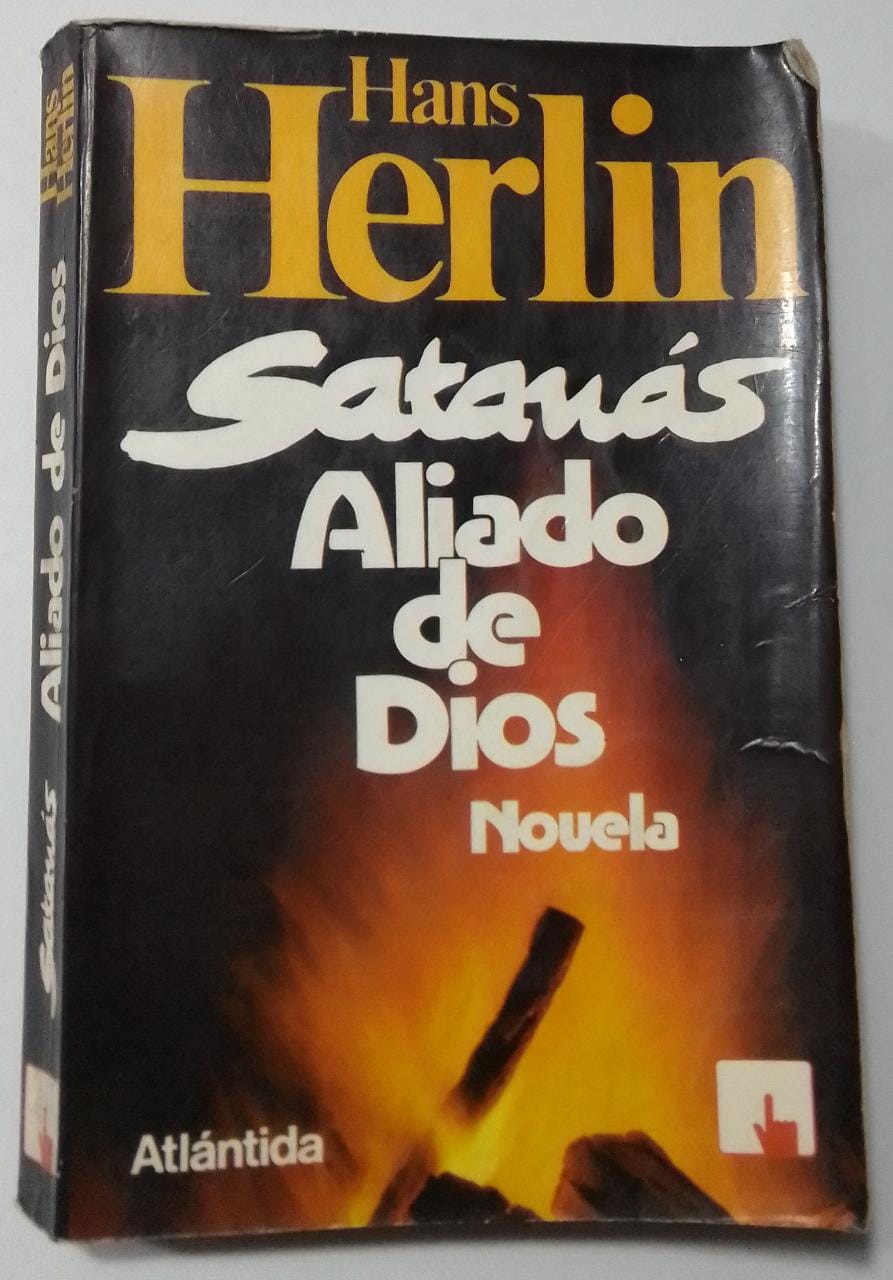 Hans
Herlin
Satanás
Aliado
de
Dios
Novela
Atlántida
Hans
Herlin
Satanás Aliado de Dios